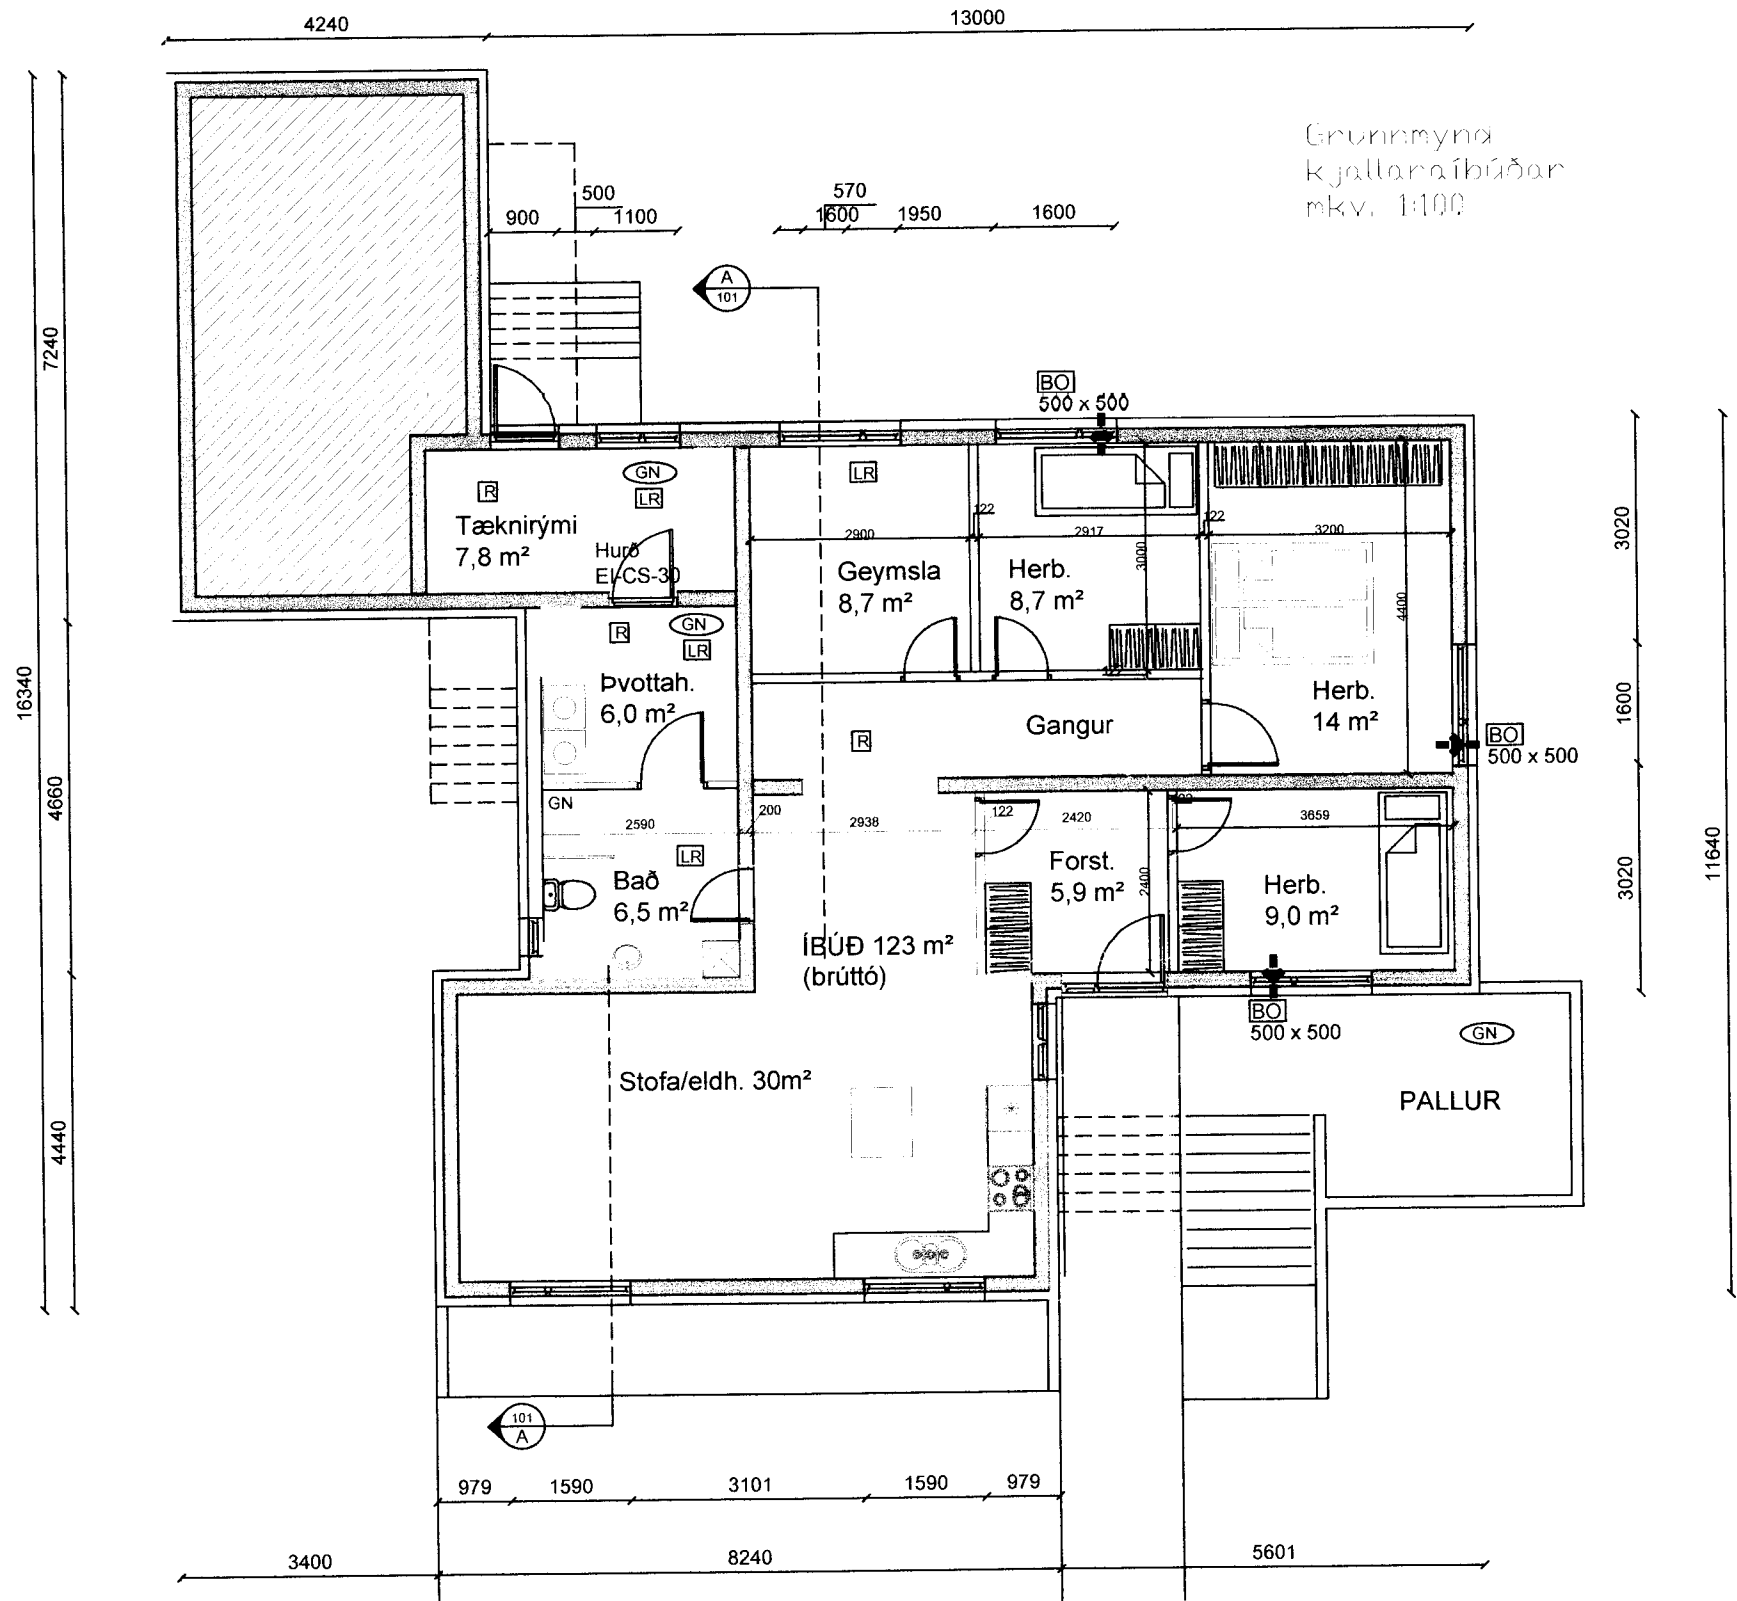 4240
13000
Grunnmynd
kjallaraíbúðar
mkv. 1:100
500
570
900
1100
1600
1950
1600
A
101
7240
BO
500 x 500
GN
R
LR
LR
Tæknirými
7,8 m²
Hurð
EI-CS-30
122
122
2900
2917
3200
3000
3020
Geymsla
8,7 m²
Herb.
8,7 m²
4400
GN
R
LR
16340
Þvottah.
6,0 m²
Herb.
14 m²
Gangur
R
1600
BO
500 x 500
4660
GN
2590
200
2938
122
2420
3659
LR
Bað
6,5 m²
Forst.
5,9 m²
2400
Herb.
9,0 m²
3020
11640
ÍBÚÐ 123 m²
(brúttó)
BO
500 x 500
GN
Stofa/eldh. 30m²
PALLUR
4440
101
A
979
1590
3101
1590
979
3400
8240
5601